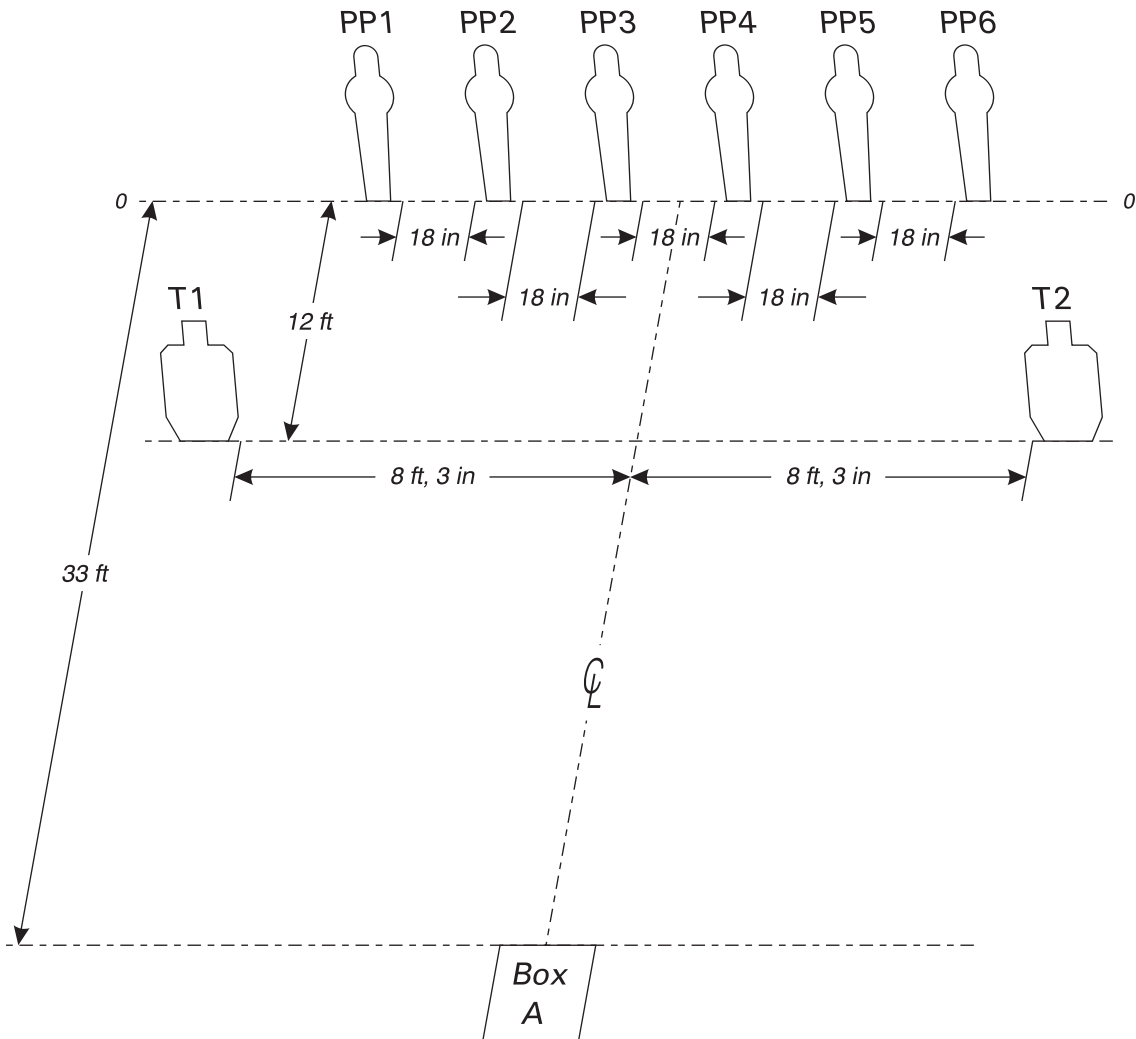 PP1 PP2 PP3 PP4 PP5 PP6
0 0
18 in 18 in 18 in
18 in 18 in
T1 T2
12 ft
8 ft, 3 in 8 ft, 3 in
33 ft
℄
Box
A